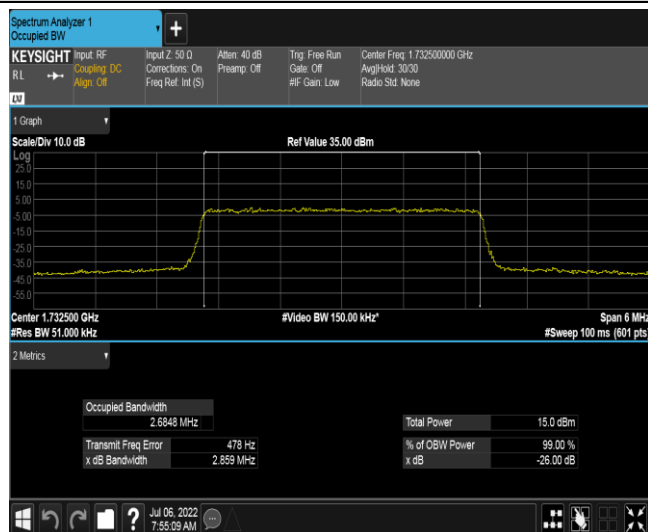 Spectrum Analyzer 1
Occupied BW
KEYSIGHT Input: RF Input Z: 50 Ω Atten: 40 dB Trig: Free Run Center Freq: 1.732500000 GHz
RL Coupling: DC Corrections: On Preamp: Off Gate: Off Avg|Hold: 30/30
Align: Off Freq Ref: Int (S) #IF Gain: Low Radio Std: None
LXI
1 Graph
Scale/Div 10.0 dB Ref Value 35.00 dBm
Log
25.0
15.0
5.00
-5.00
-15.0
-25.0
-35.0
-45.0
-55.0
Center 1.732500 GHz #Video BW 150.00 kHz* Span 6 MHz
#Res BW 51.000 kHz #Sweep 100 ms (601 pts)
2 Metrics
Occupied Bandwidth
2.6848 MHz Total Power 15.0 dBm
Transmit Freq Error 478 Hz % of OBW Power 99.00 %
x dB Bandwidth 2.859 MHz x dB -26.00 dB
? Jul 06, 2022
7:55:09 AM